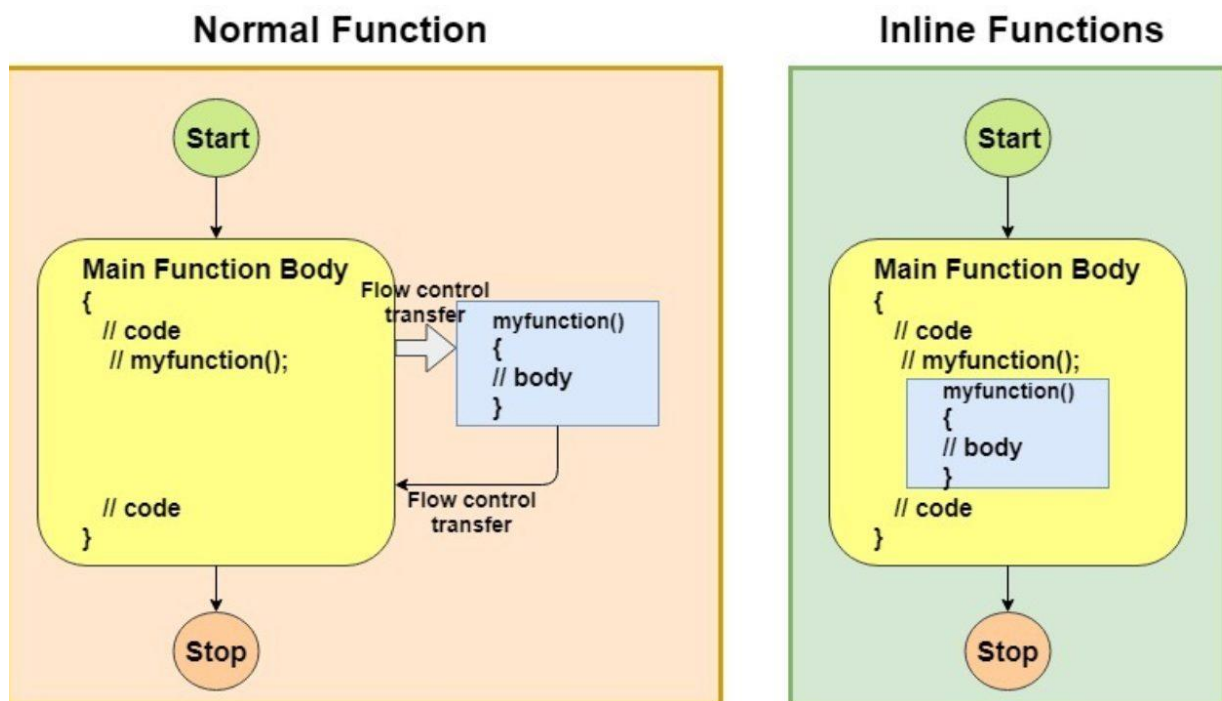 Normal Function
Start
Main Function Body
{
// code
// myfunction();
// code
}
Flow control
transfer
myfunction()
{
// body
}
Flow control
transfer
Stop
Inline Functions
Start
Main Function Body
{
// code
// myfunction();
myfunction()
{
// body
}
// code
}
Stop